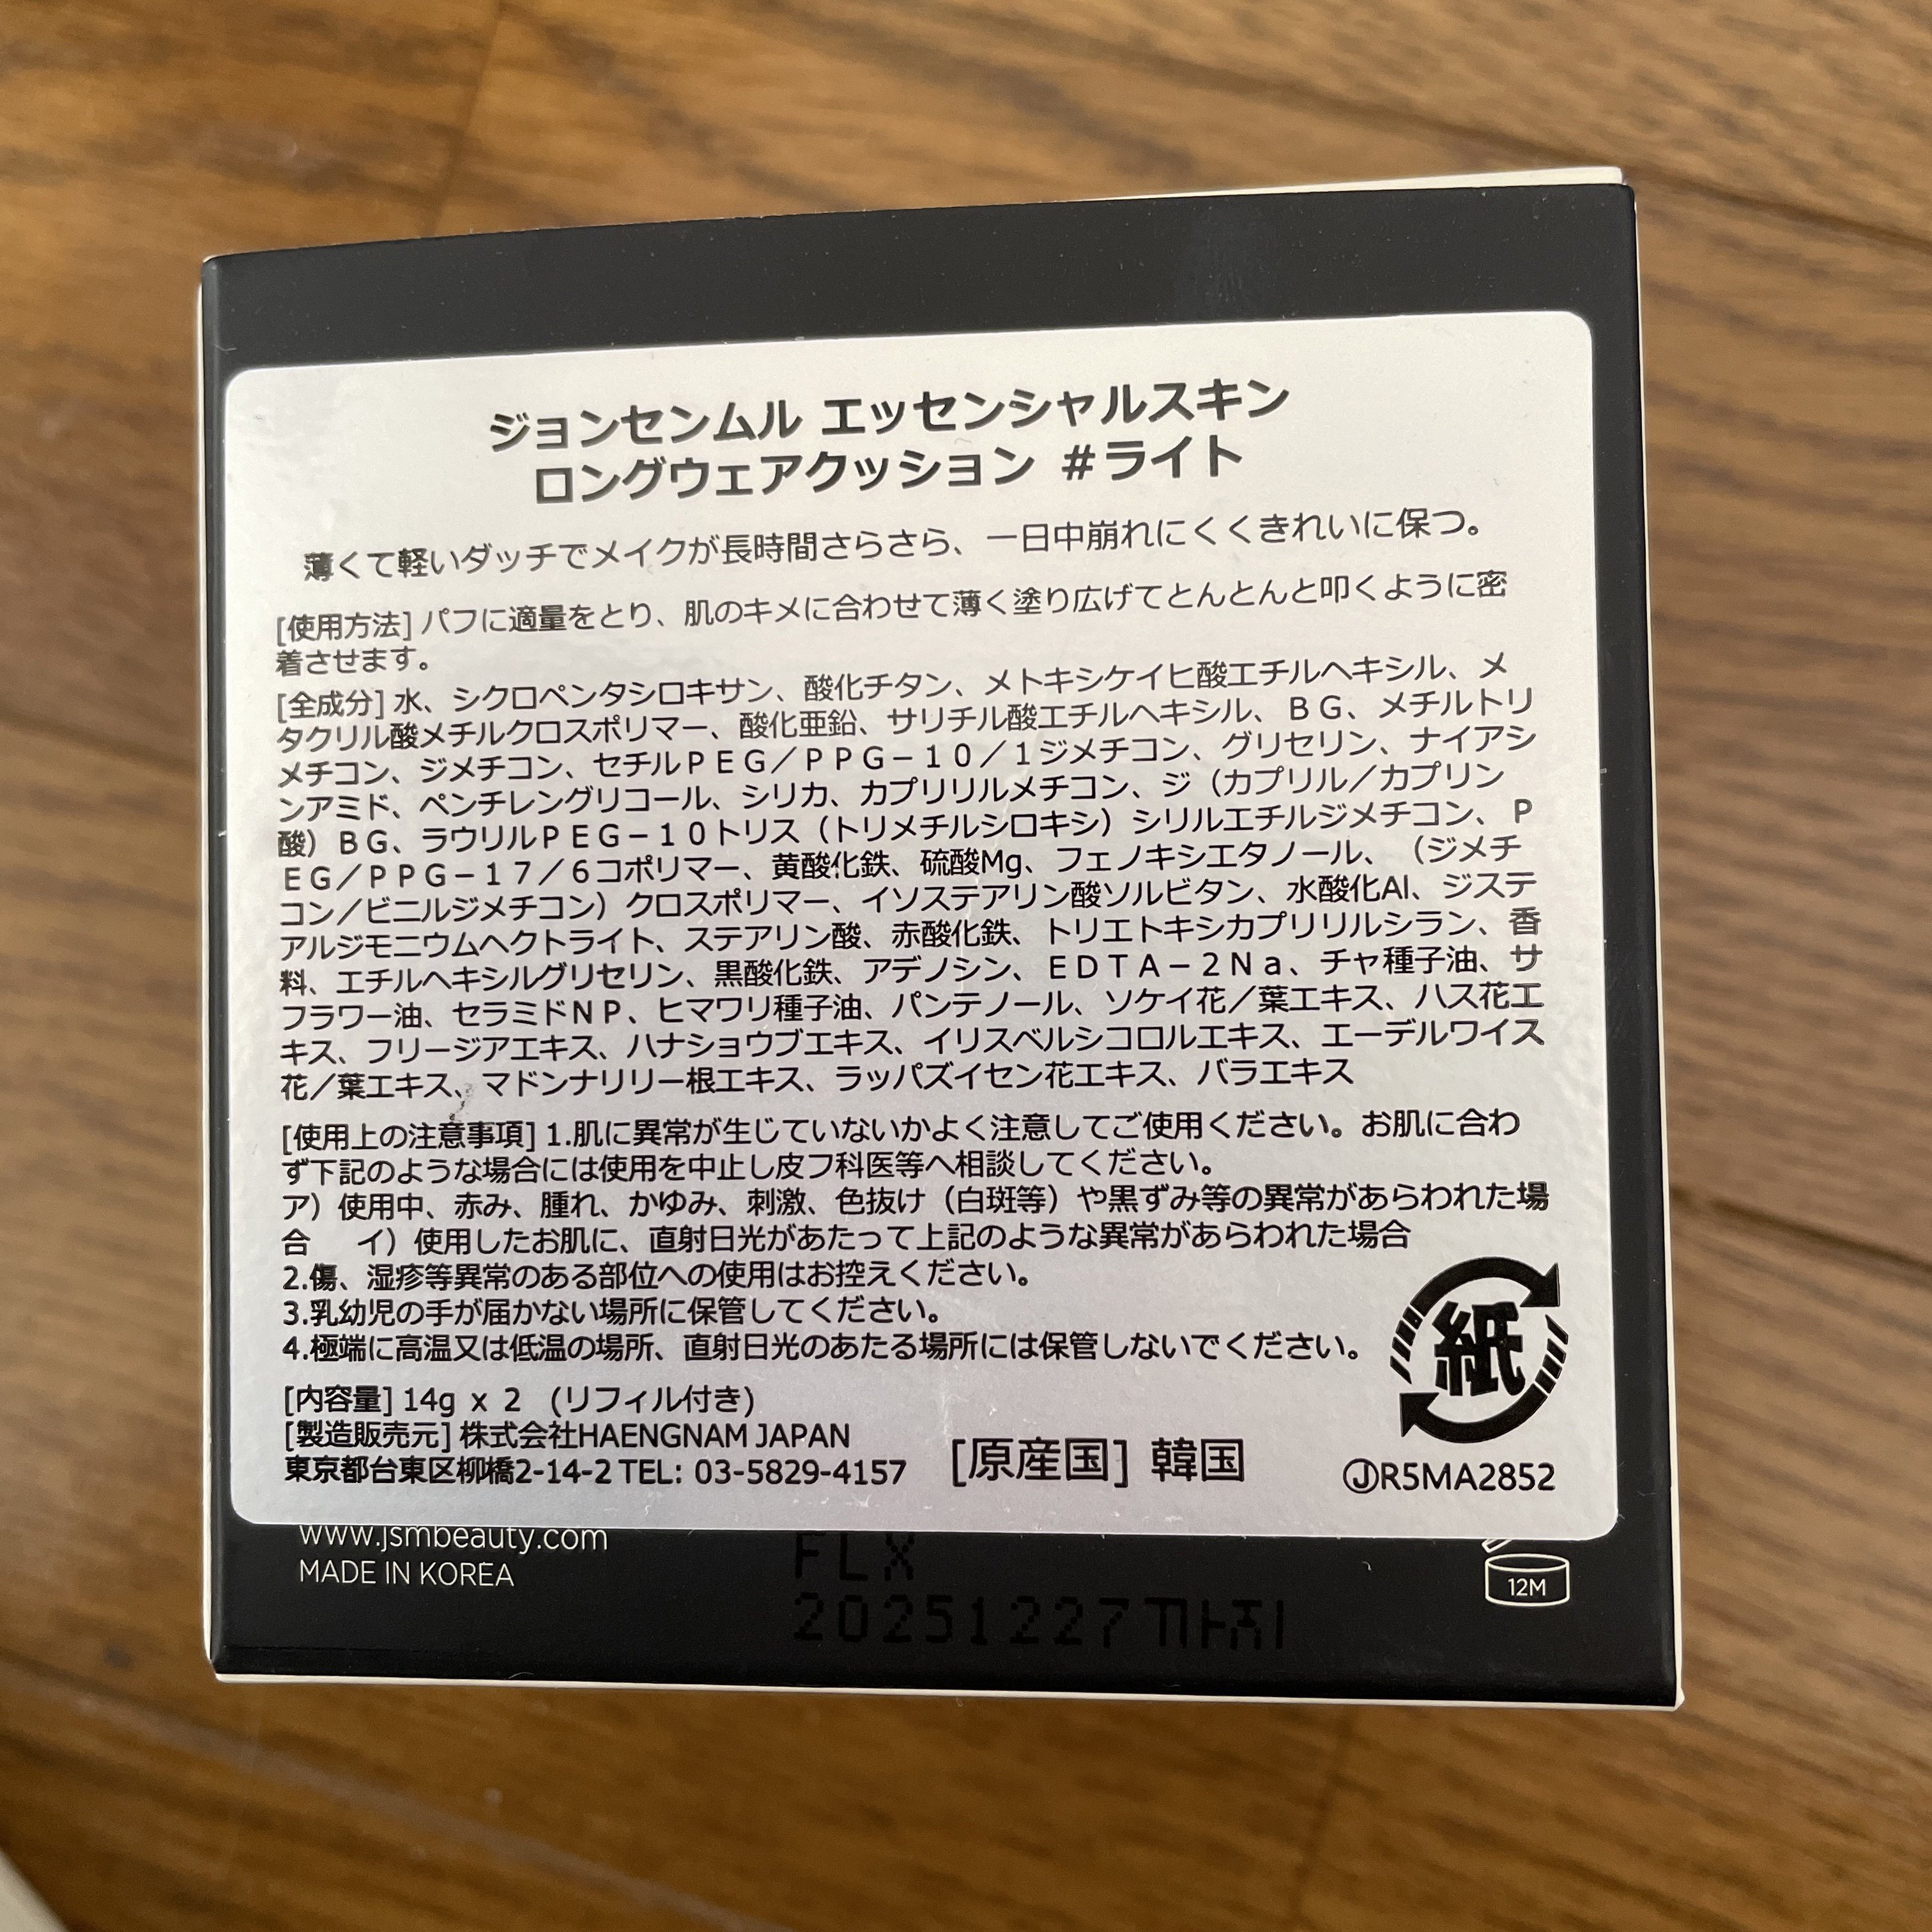 ジョンセンムル エッセンシャルスキン
ロングウェアクッション #ライト
薄くて軽いダッチでメイクが長時間さらさら、一日中崩れにくくきれいに保つ。
[使用方法] パフに適量をとり、肌のキメに合わせて薄く塗り広げてとんとんと叩くように密
着させます。
[全成分] 水、シクロペンタシロキサン、酸化チタン、メトキシケイヒ酸エチルヘキシル、メ
タクリル酸メチルクロスポリマー、酸化亜鉛、サリチル酸エチルヘキシル、ＢＧ、メチルトリ
メチコン、ジメチコン、セチルＰＥＧ／ＰＰＧ－１０／１ジメチコン、グリセリン、ナイアシ
ンアミド、ペンチレングリコール、シリカ、カプリリルメチコン、ジ（カプリル／カプリン
酸）ＢＧ、ラウリルＰＥＧ－１０トリス（トリメチルシロキシ）シリルエチルジメチコン、Ｐ
ＥＧ／ＰＰＧ－１７／６コポリマー、黄酸化鉄、硫酸Mg、フェノキシエタノール、（ジメチ
コン／ビニルジメチコン）クロスポリマー、イソステアリン酸ソルビタン、水酸化Al、ジステ
アルジモニウムヘクトライト、ステアリン酸、赤酸化鉄、トリエトキシカプリリルシラン、香
料、エチルヘキシルグリセリン、黒酸化鉄、アデノシン、ＥＤＴＡ－２Ｎａ、チャ種子油、サ
フラワー油、セラミドＮＰ、ヒマワリ種子油、パンテノール、ソケイ花／葉エキス、ハス花エ
キス、フリージアエキス、ハナショウブエキス、イリスベルシコロルエキス、エーデルワイス
花／葉エキス、マドンナリリー根エキス、ラッパズイセン花エキス、バラエキス
[使用上の注意事項] 1.肌に異常が生じていないかよく注意してご使用ください。お肌に合わ
ず下記のような場合には使用を中止し皮フ科医等へ相談してください。
ア）使用中、赤み、腫れ、かゆみ、刺激、色抜け（白斑等）や黒ずみ等の異常があらわれた場
合　イ）使用したお肌に、直射日光があたって上記のような異常があらわれた場合
2.傷、湿疹等異常のある部位への使用はお控えください。
3.乳幼児の手が届かない場所に保管してください。
4.極端に高温又は低温の場所、直射日光のあたる場所には保管しないでください。
紙
[内容量] 14g x 2 (リフィル付き)
[製造販売元] 株式会社HAENGNAM JAPAN
東京都台東区柳橋2-14-2 TEL: 03-5829-4157
[原産国] 韓国
ⒿR5MA2852
www.jsmbeauty.com
MADE IN KOREA
FLX
20251227까지
12M